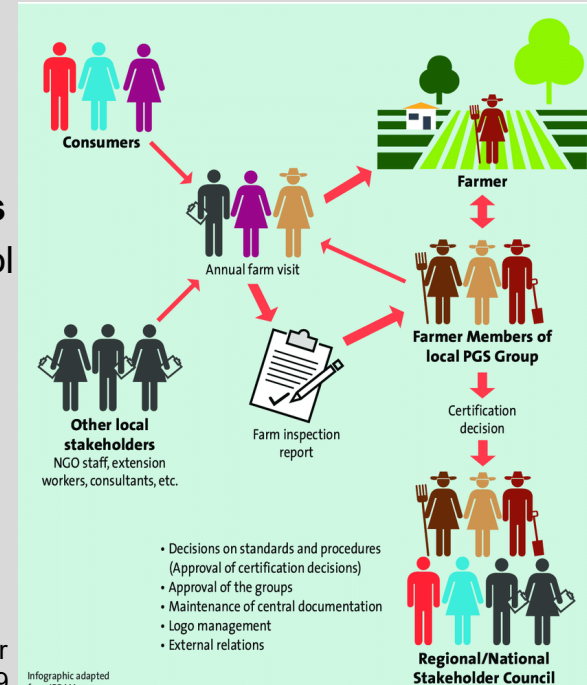 Consumers
Farmer
Annual farm visit
Farmer Members of
local PGS Group
Other local
stakeholders
NGO staff, extension
workers, consultants, etc.
Farm inspection
report
Certification
decision
• Decisions on standards and procedures
(Approval of certification decisions)
• Approval of the groups
• Maintenance of central documentation
• Logo management
• External relations
Regional/National
Stakeholder Council
Infographic adapted